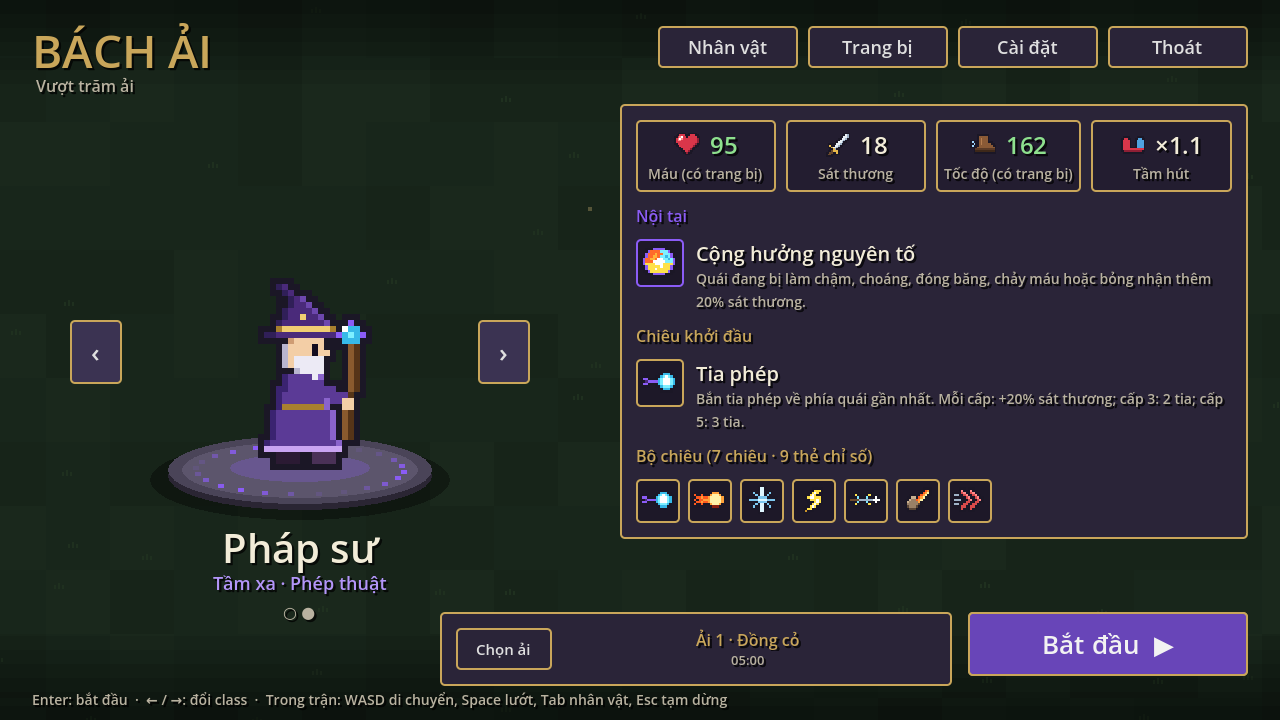 BÁCH ẢI
Vượt trăm ải
Nhân vật
Trang bị
Cài đặt
Thoát
95
Máu (có trang bị)
18
Sát thương
162
Tốc độ (có trang bị)
×1.1
Tầm hút
Nội tại
Cộng hưởng nguyên tố
Quái đang bị làm chậm, choáng, đóng băng, chảy máu hoặc bỏng nhận thêm
20% sát thương.
Chiêu khởi đầu
Tia phép
Bắn tia phép về phía quái gần nhất. Mỗi cấp: +20% sát thương; cấp 3: 2 tia; cấp
5: 3 tia.
Bộ chiêu (7 chiêu · 9 thẻ chỉ số)
‹
›
Pháp sư
Tầm xa · Phép thuật
Chọn ải
Ải 1 · Đồng cỏ
05:00
Bắt đầu ▶
Enter: bắt đầu · ← / →: đổi class · Trong trận: WASD di chuyển, Space lướt, Tab nhân vật, Esc tạm dừng